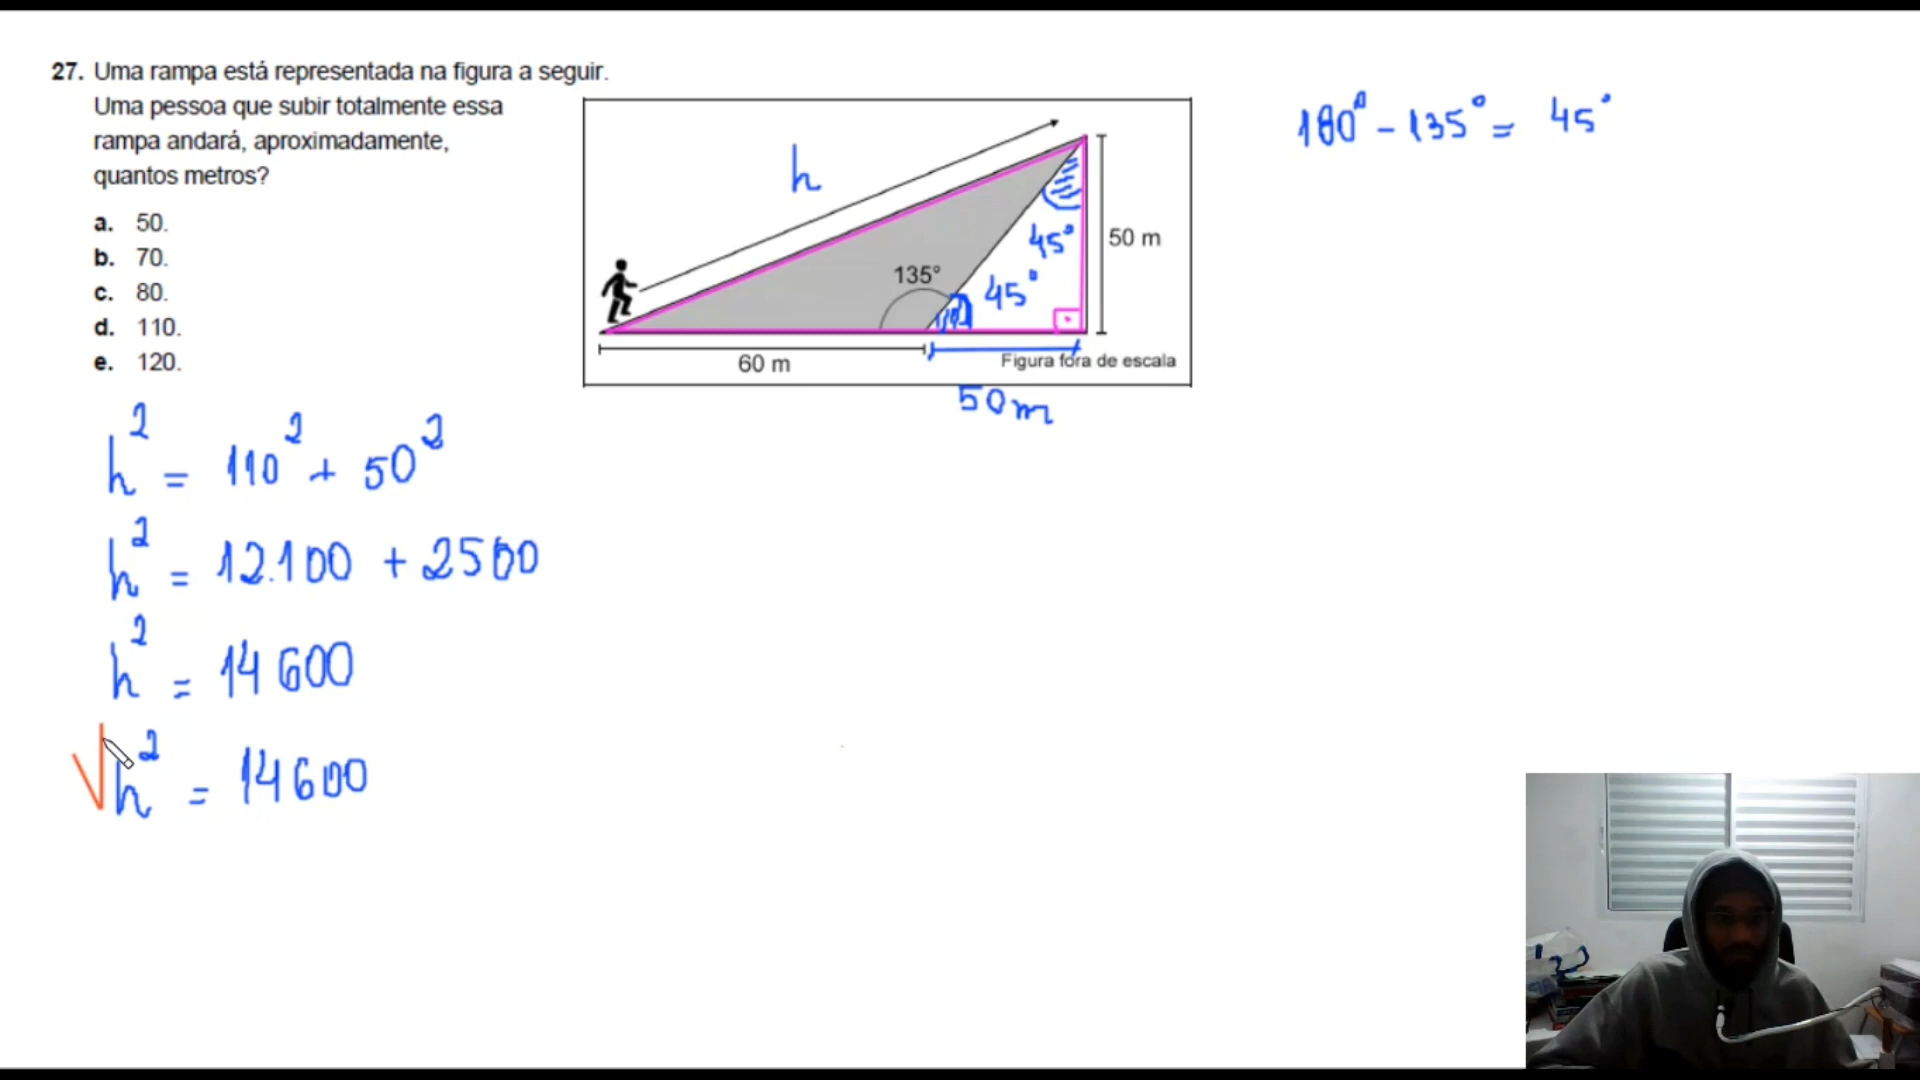 27. Uma rampa está representada na figura a seguir.
Uma pessoa que subir totalmente essa
rampa andará, aproximadamente,
quantos metros?
a. 50.
b. 70.
c. 80.
d. 110.
e. 120.
h
135°
45°
45°
50 m
60 m
Figura fora de escala
50m
180° - 135° = 45°
h² = 110² + 50²
h² = 12.100 + 2500
h² = 14600
√h² = 14600